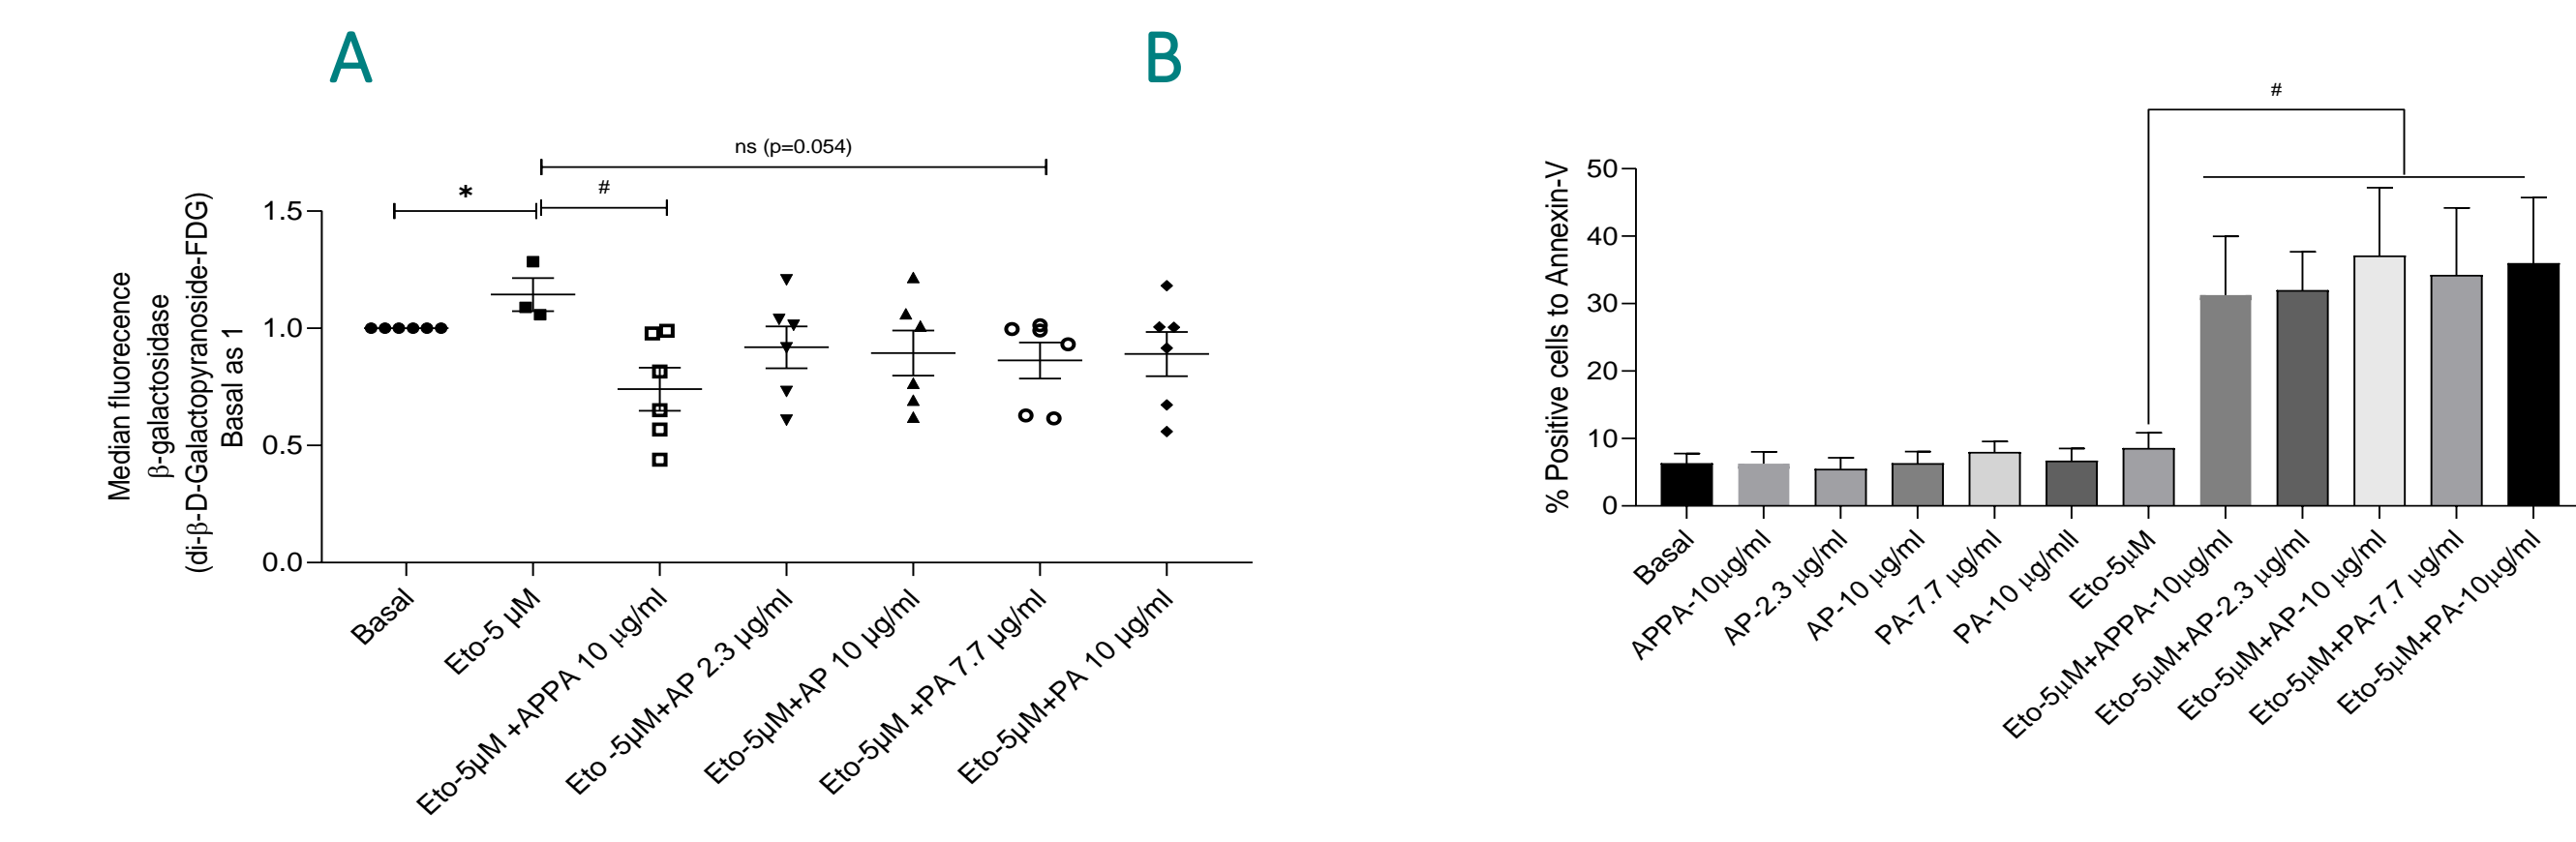 A
B
ns (p=0.054)
*
#
Median fluorecence
β-galactosidase
(di-β-D-Galactopyranoside-FDG)
Basal as 1
1.5
1.0
0.5
0.0
Basal
Eto-5 µM
Eto-5µM +APPA 10 µg/ml
Eto -5µM+AP 2.3 µg/ml
Eto-5µM+AP 10 µg/ml
Eto-5µM +PA 7.7 µg/ml
Eto-5µM+PA 10 µg/ml
#
% Positive cells to Annexin-V
50
40
30
20
10
0
Basal
APPA-10µg/ml
AP-2.3 µg/ml
AP-10 µg/ml
PA-7.7 µg/ml
PA-10 µg/mll
Eto-5µM
Eto-5µM+APPA-10µg/ml
Eto-5µM+AP-2.3 µg/ml
Eto-5µM+AP-10 µg/ml
Eto-5µM+PA-7.7 µg/ml
Eto-5µM+PA-10µg/ml